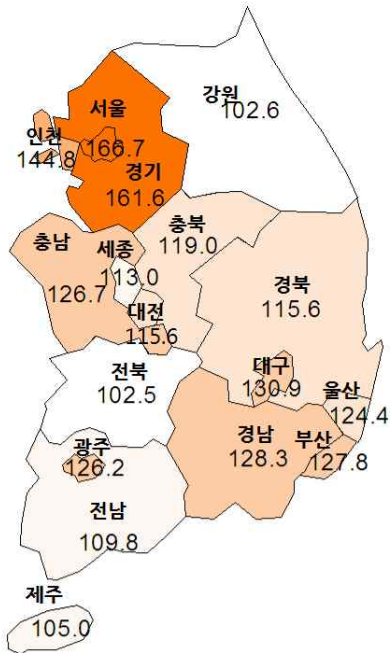 강원
102.6
서울
166.7
인천
144.8
경기
161.6
충북
119.0
충남
126.7
세종
113.0
경북
115.6
대전
115.6
대구
130.9
전북
102.5
울산
124.4
경남
128.3
부산
127.8
광주
126.2
전남
109.8
제주
105.0